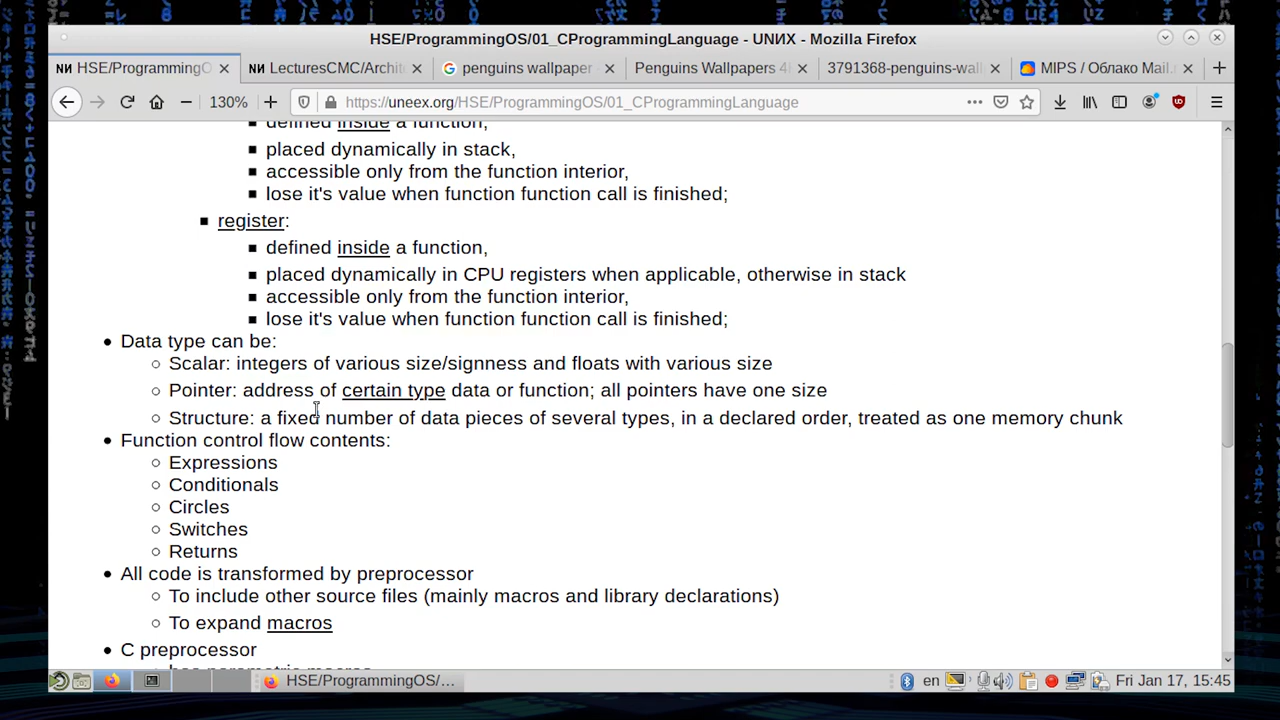 HSE/ProgrammingOS/01_CProgrammingLanguage - UNИX - Mozilla Firefox
ИИ HSE/ProgrammingO
ИИ LecturesCMC/Archit
penguins wallpaper -
Penguins Wallpapers 4
3791368-penguins-wall
MIPS / Облако Mail.
130%
https://uneex.org/HSE/ProgrammingOS/01_CProgrammingLanguage
defined inside a function,
placed dynamically in stack,
accessible only from the function interior,
lose it's value when function function call is finished;
register:
defined inside a function,
placed dynamically in CPU registers when applicable, otherwise in stack
accessible only from the function interior,
lose it's value when function function call is finished;
Data type can be:
Scalar: integers of various size/signness and floats with various size
Pointer: address of certain type data or function; all pointers have one size
Structure: a fixed number of data pieces of several types, in a declared order, treated as one memory chunk
Function control flow contents:
Expressions
Conditionals
Circles
Switches
Returns
All code is transformed by preprocessor
To include other source files (mainly macros and library declarations)
To expand macros
C preprocessor
has parametric macros
HSE/ProgrammingOS/...
en
Fri Jan 17, 15:45